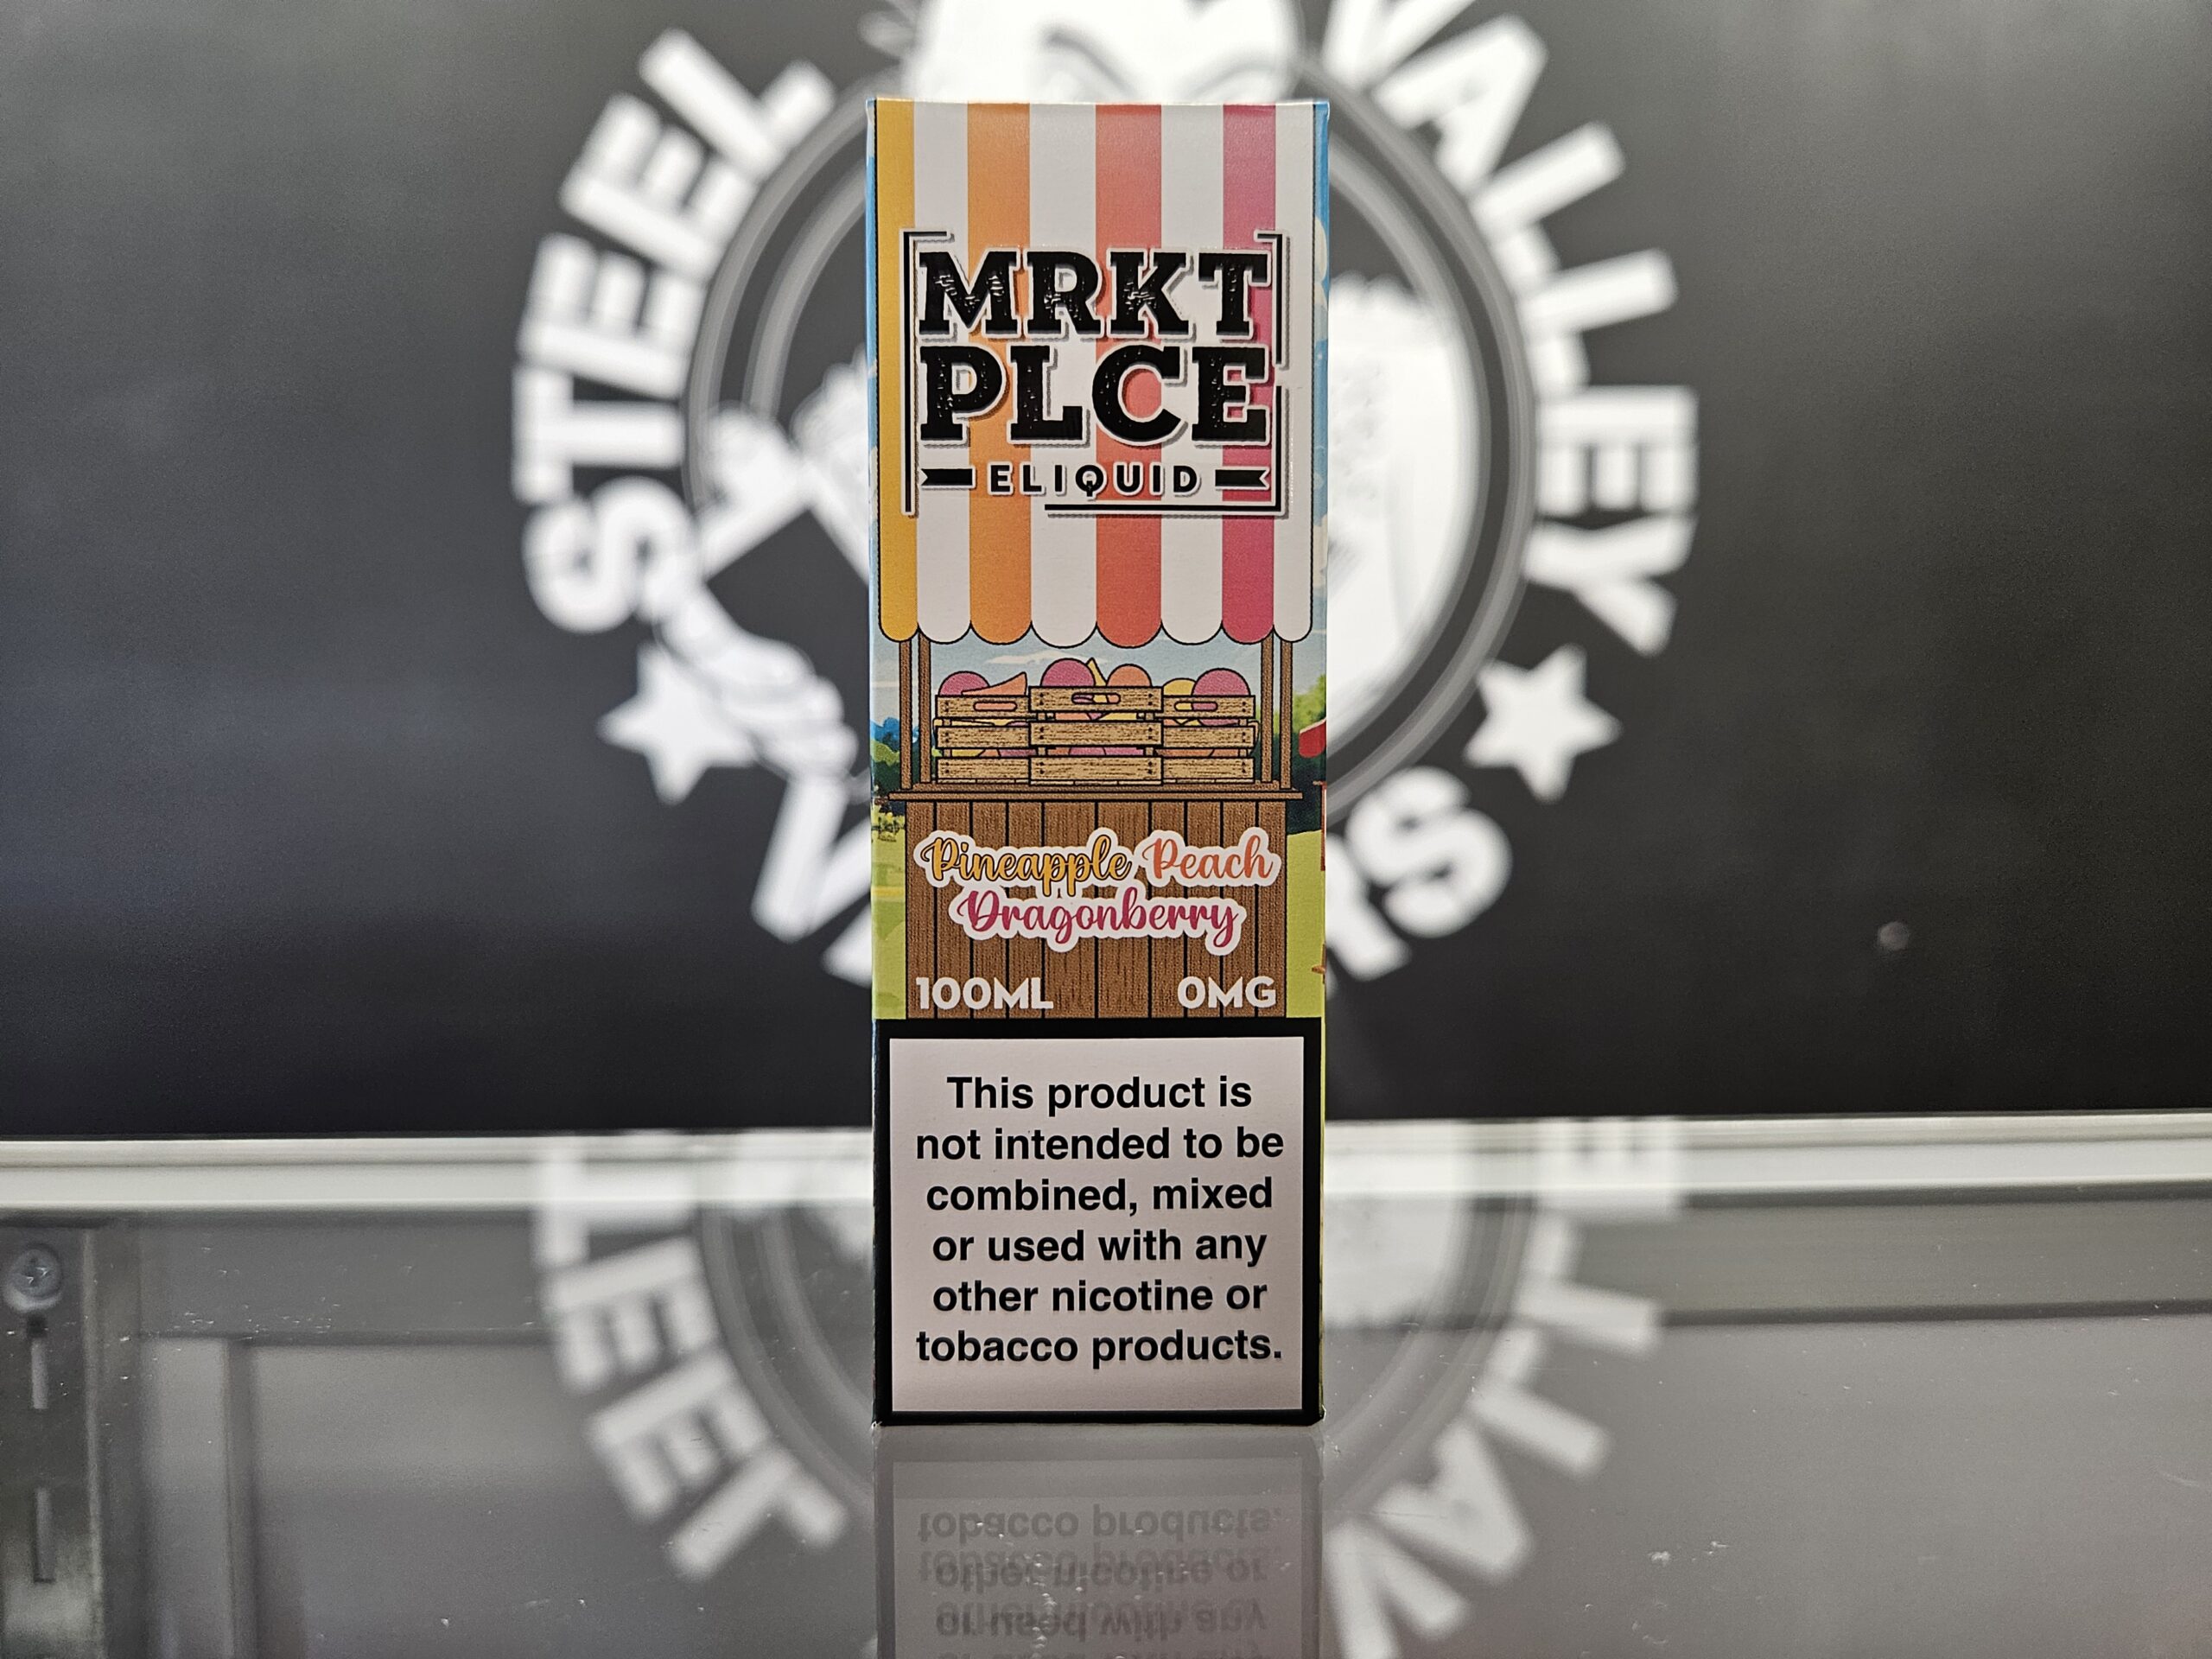 STEEL VALLEY
MRKT
PLCE
ELIQUID
Pineapple Peach
Dragonberry
100ML 0MG
This product is
not intended to be
combined, mixed
or used with any
other nicotine or
tobacco products.